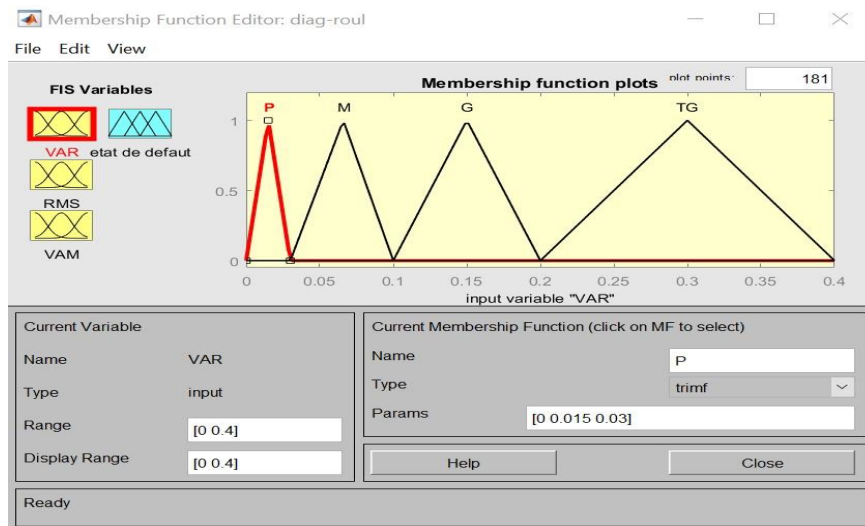 Membership Function Editor: diag-roul
File Edit View
FIS Variables
VAR etat de defaut
RMS
VAM
Membership function plots plot points: 181
P M G TG
1
0.5
0
0 0.05 0.1 0.15 0.2 0.25 0.3 0.35 0.4
input variable "VAR"
Current Variable
Name VAR
Type input
Range [0 0.4]
Display Range [0 0.4]
Current Membership Function (click on MF to select)
Name P
Type trimf
Params [0 0.015 0.03]
Help Close
Ready